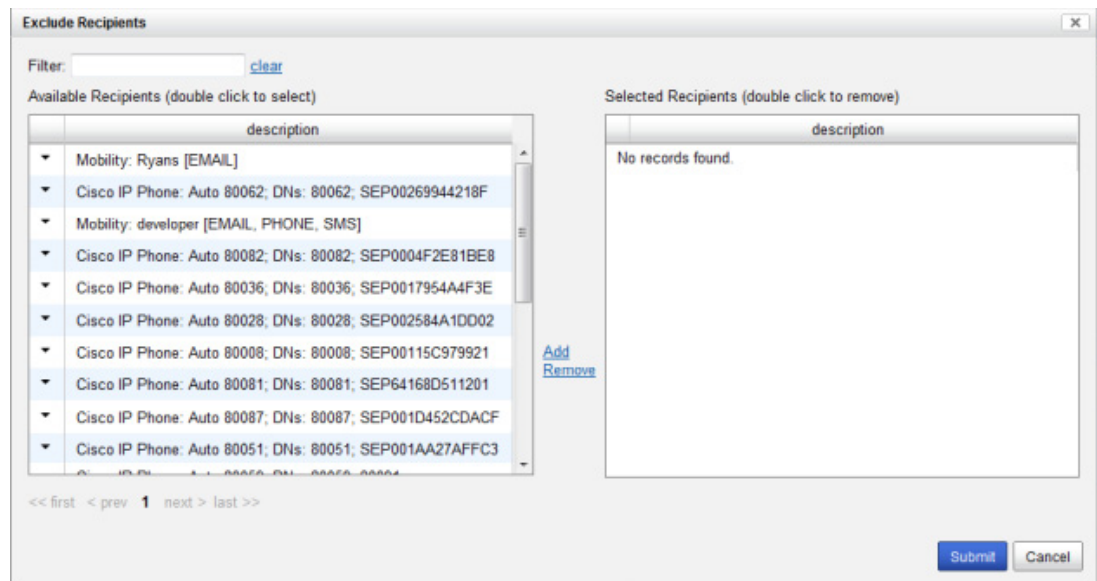 Exclude Recipients
Filter: clear
Available Recipients (double click to select)
Selected Recipients (double click to remove)
description
description
Mobility: Ryans [EMAIL]
No records found.
Cisco IP Phone: Auto 80062; DNs: 80062; SEP00269944218F
Mobility: developer [EMAIL, PHONE, SMS]
Cisco IP Phone: Auto 80082; DNs: 80082; SEP0004F2E81BE8
Cisco IP Phone: Auto 80036; DNs: 80036; SEP0017954A4F3E
Cisco IP Phone: Auto 80028; DNs: 80028; SEP002584A1DD02
Cisco IP Phone: Auto 80008; DNs: 80008; SEP00115C979921
Add
Remove
Cisco IP Phone: Auto 80081; DNs: 80081; SEP64168D511201
Cisco IP Phone: Auto 80087; DNs: 80087; SEP001D452CDACF
Cisco IP Phone: Auto 80051; DNs: 80051; SEP001AA27AFFC3
<< first < prev 1 next > last >>
Submit Cancel